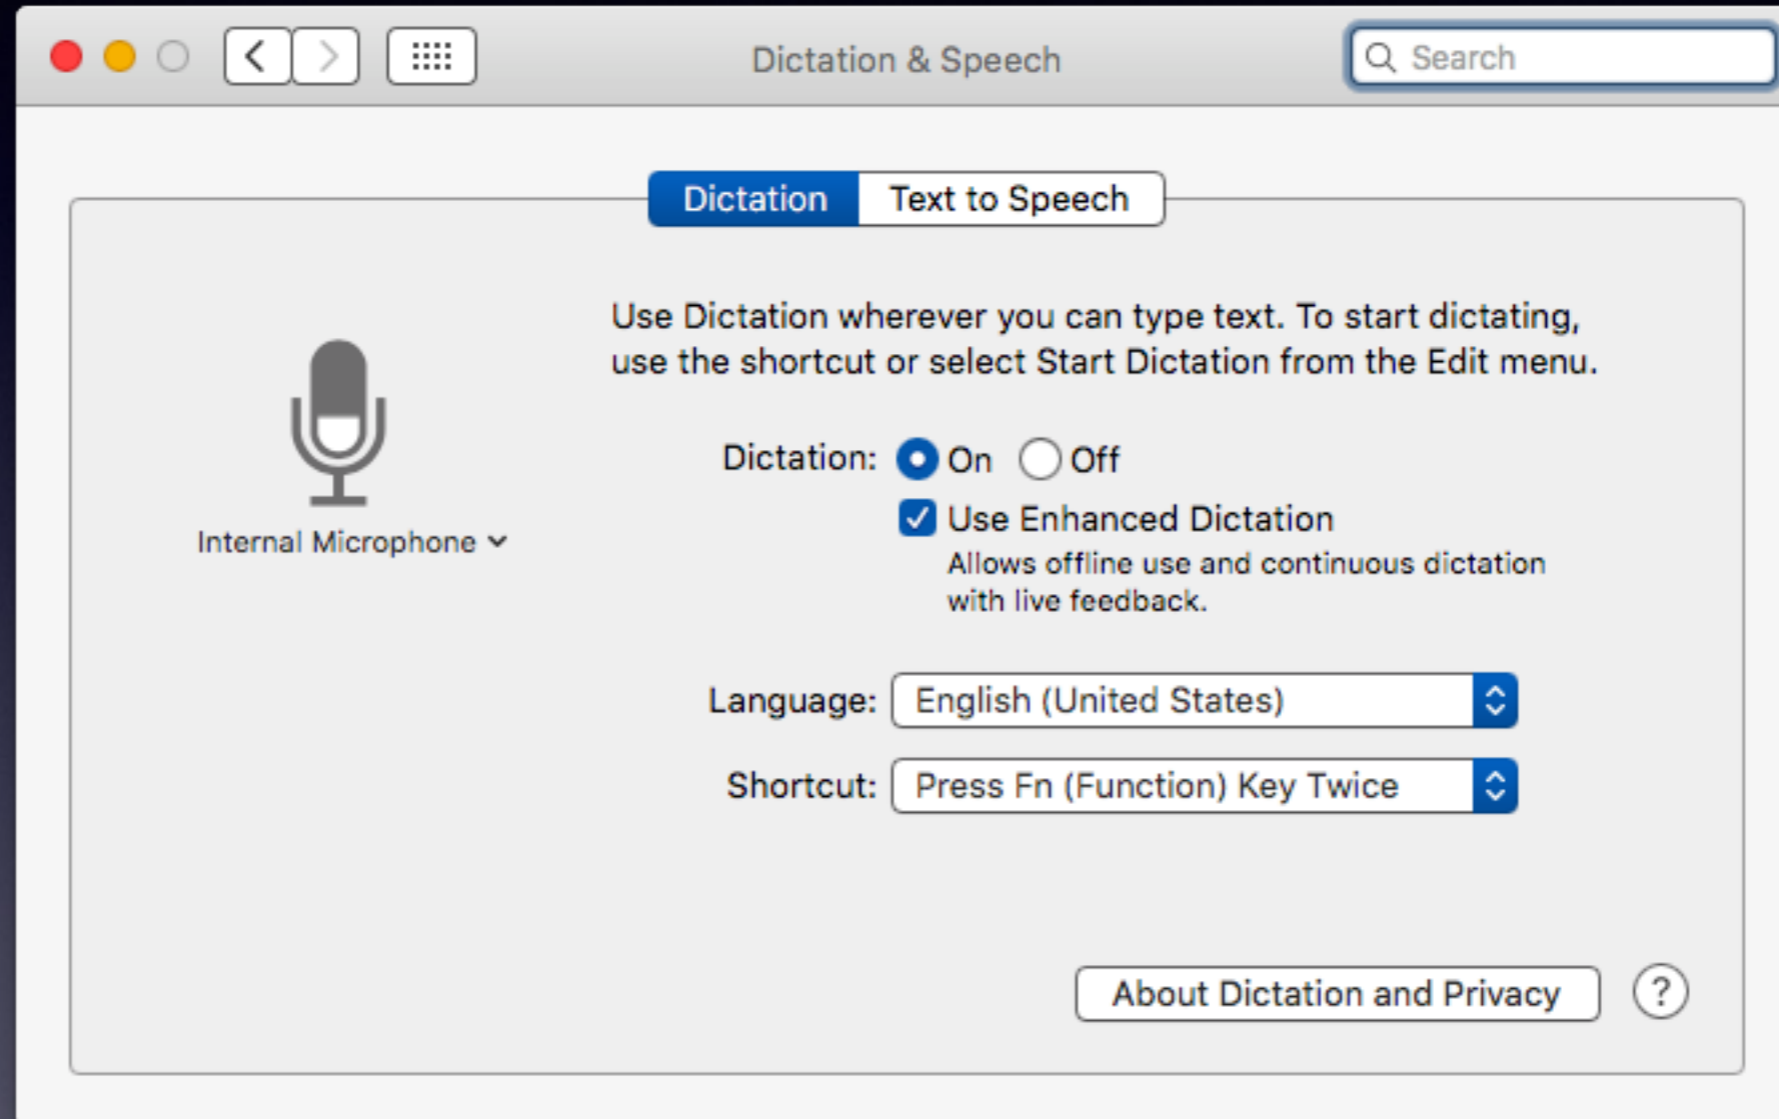 Dictation & Speech
Search
Dictation
Text to Speech
Use Dictation wherever you can type text. To start dictating,
use the shortcut or select Start Dictation from the Edit menu.
Internal Microphone
Dictation:
On
Off
Use Enhanced Dictation
Allows offline use and continuous dictation
with live feedback.
Language:
English (United States)
Shortcut:
Press Fn (Function) Key Twice
About Dictation and Privacy
?